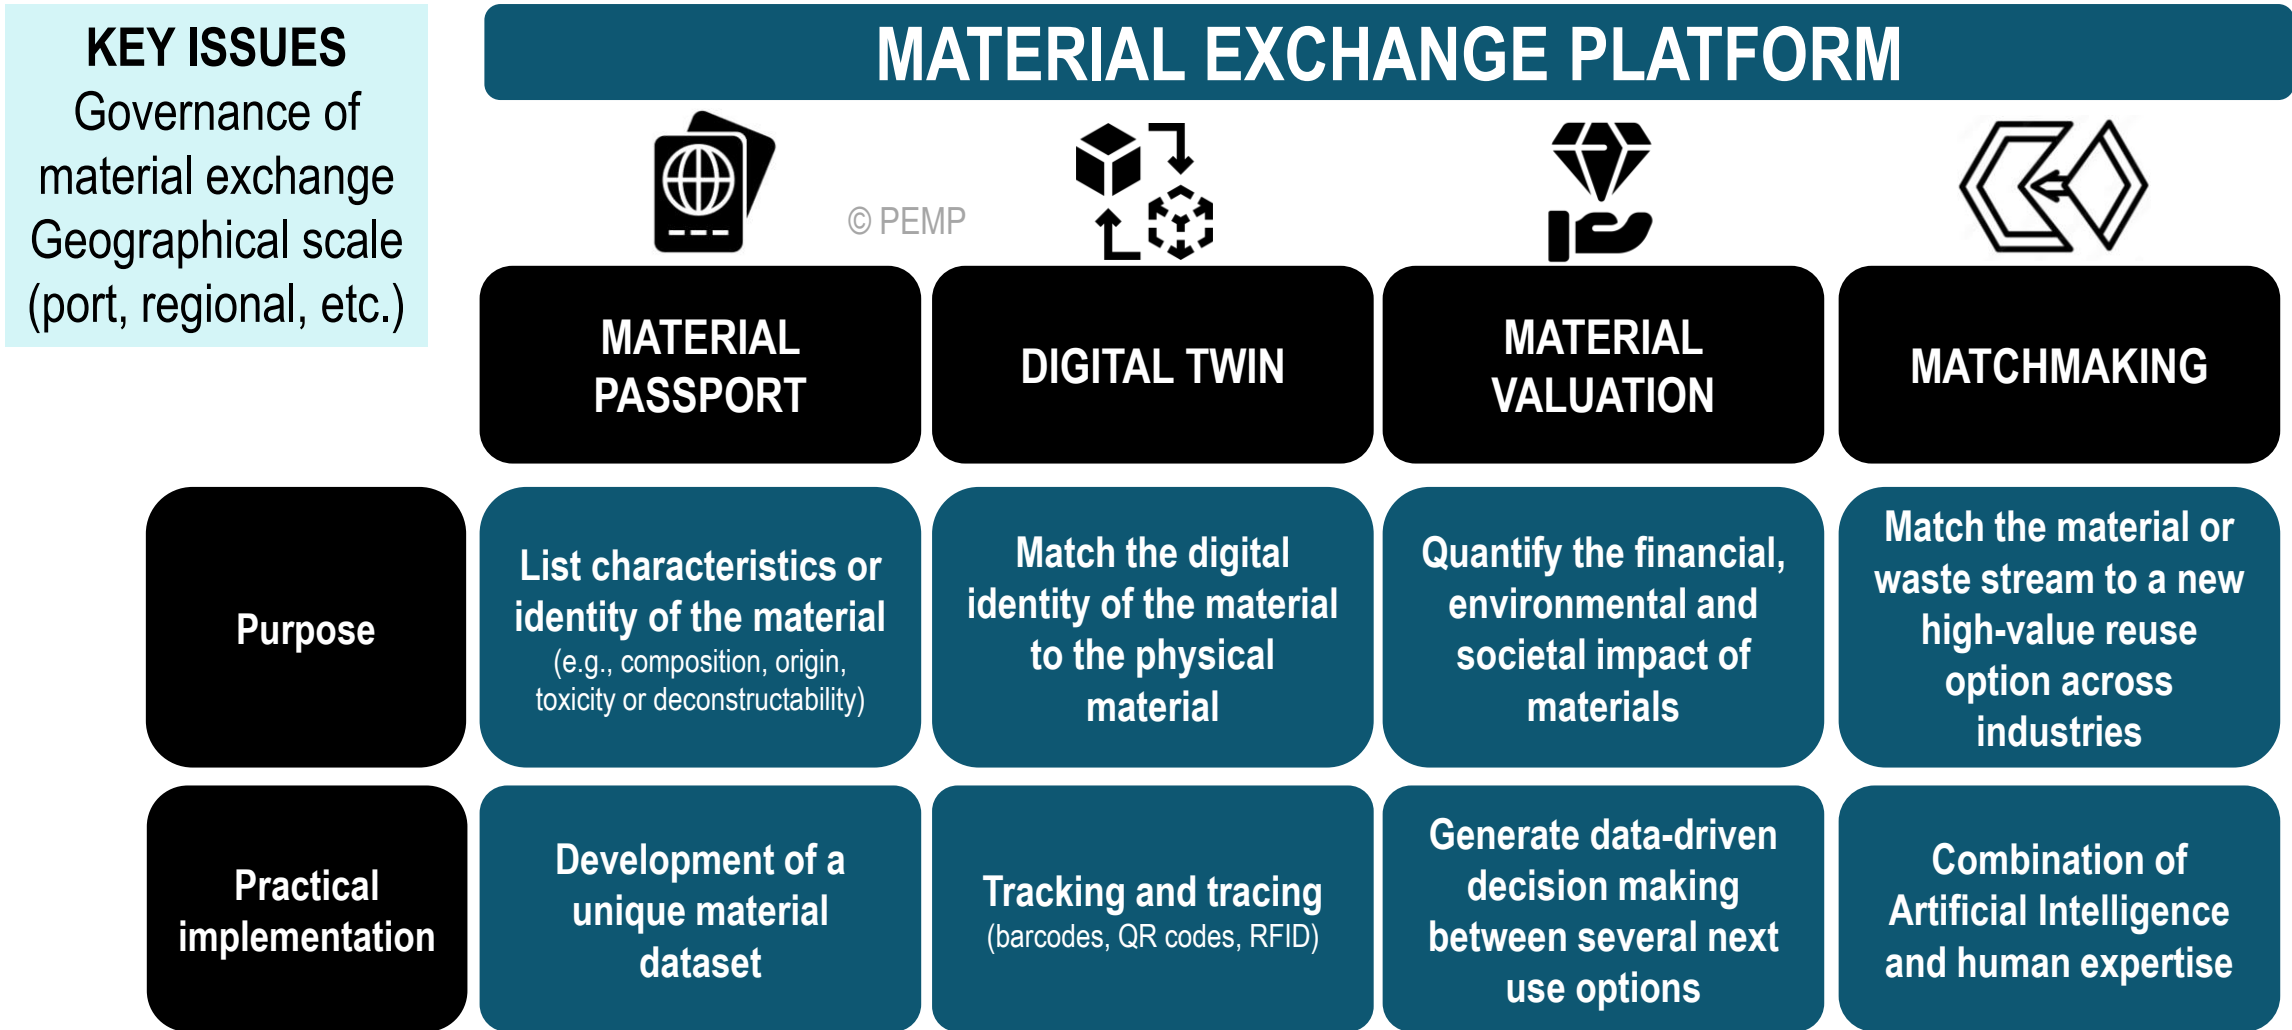 KEY ISSUES
Governance of
material exchange
Geographical scale
(port, regional, etc.)
MATERIAL EXCHANGE PLATFORM
© PEMP
MATERIAL
PASSPORT
DIGITAL TWIN
MATERIAL
VALUATION
MATCHMAKING
Purpose
List characteristics or
identity of the material
(e.g., composition, origin,
toxicity or deconstructability)
Match the digital
identity of the material
to the physical
material
Quantify the financial,
environmental and
societal impact of
materials
Match the material or
waste stream to a new
high-value reuse
option across
industries
Practical
implementation
Development of a
unique material
dataset
Tracking and tracing
(barcodes, QR codes, RFID)
Generate data-driven
decision making
between several next
use options
Combination of
Artificial Intelligence
and human expertise